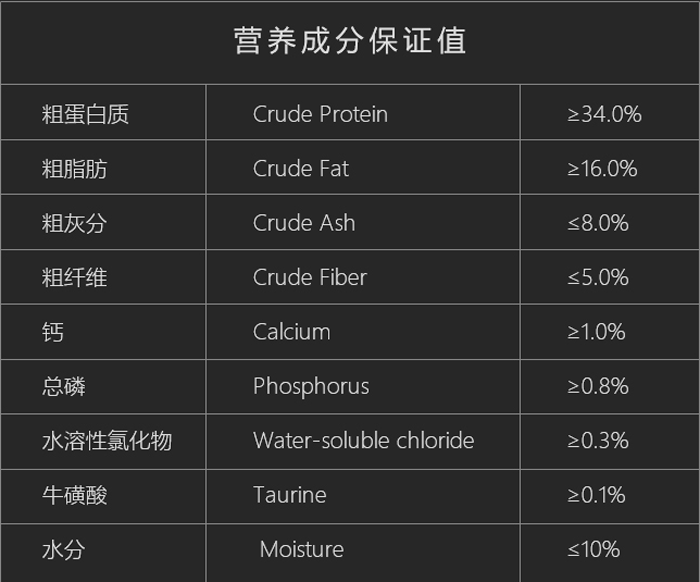 营养成分保证值
粗蛋白质 Crude Protein ≥34.0%
粗脂肪 Crude Fat ≥16.0%
粗灰分 Crude Ash ≤8.0%
粗纤维 Crude Fiber ≤5.0%
钙 Calcium ≥1.0%
总磷 Phosphorus ≥0.8%
水溶性氯化物 Water-soluble chloride ≥0.3%
牛磺酸 Taurine ≥0.1%
水分 Moisture ≤10%